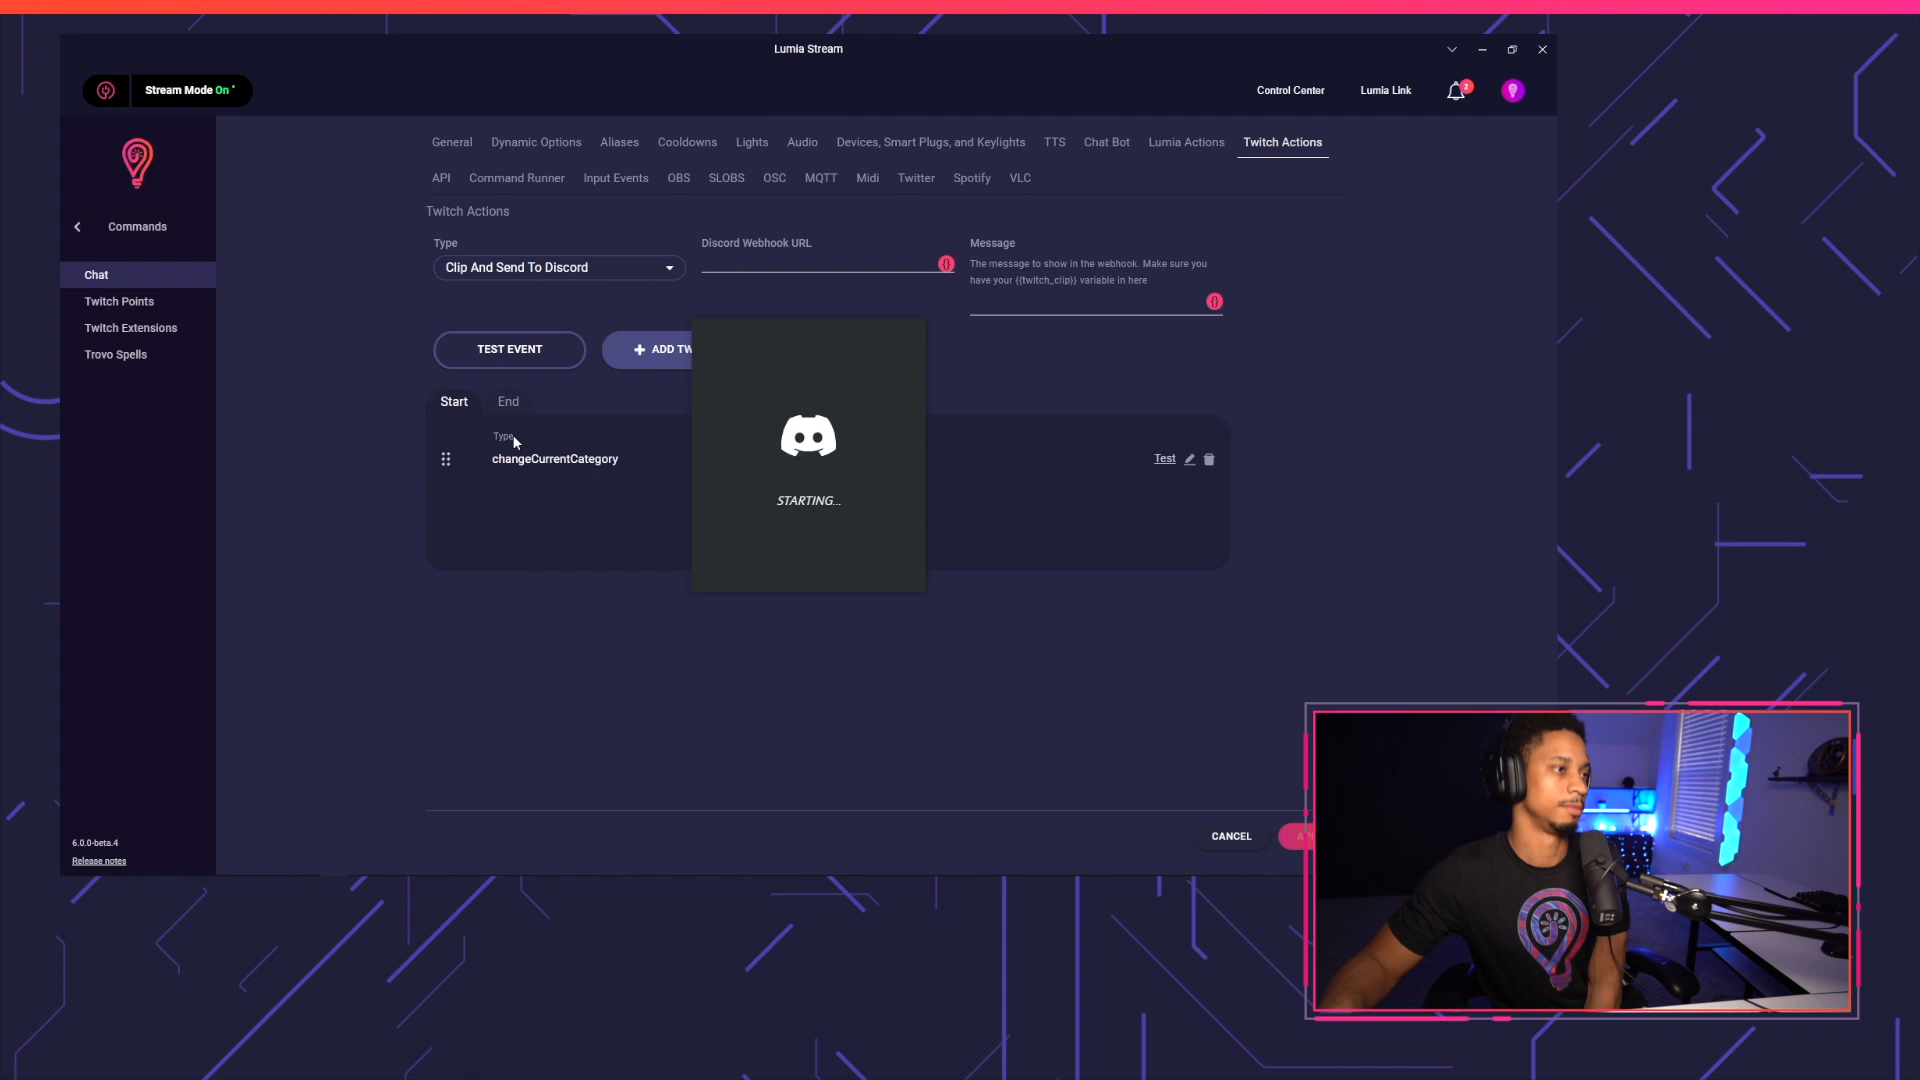 Lumia Stream
Stream Mode On
Control Center
Lumia Link
2
Commands
Chat
Twitch Points
Twitch Extensions
Trovo Spells
General Dynamic Options Aliases Cooldowns Lights Audio Devices, Smart Plugs, and Keylights TTS Chat Bot Lumia Actions Twitch Actions
API Command Runner Input Events OBS SLOBS OSC MQTT Midi Twitter Spotify VLC
Twitch Actions
Type
Clip And Send To Discord
Discord Webhook URL
{}
Message
The message to show in the webhook. Make sure you
have your {{twitch_clip}} variable in here
{}
TEST EVENT
+ ADD TW
Start End
Type
changeCurrentCategory
Test
STARTING...
CANCEL
6.0.0-beta.4
Release notes